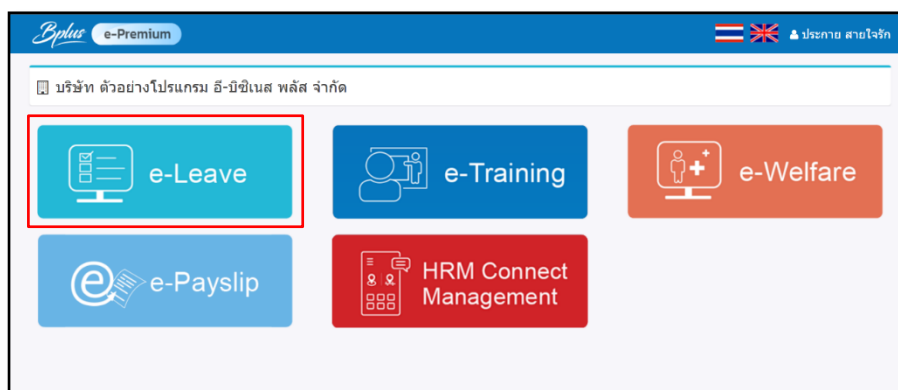 Bplus e-Premium
ประกาย สายใจรัก
บริษัท ตัวอย่างโปรแกรม อี-บิซิเนส พลัส จำกัด
e-Leave
e-Training
e-Welfare
e-Payslip
HRM Connect
Management